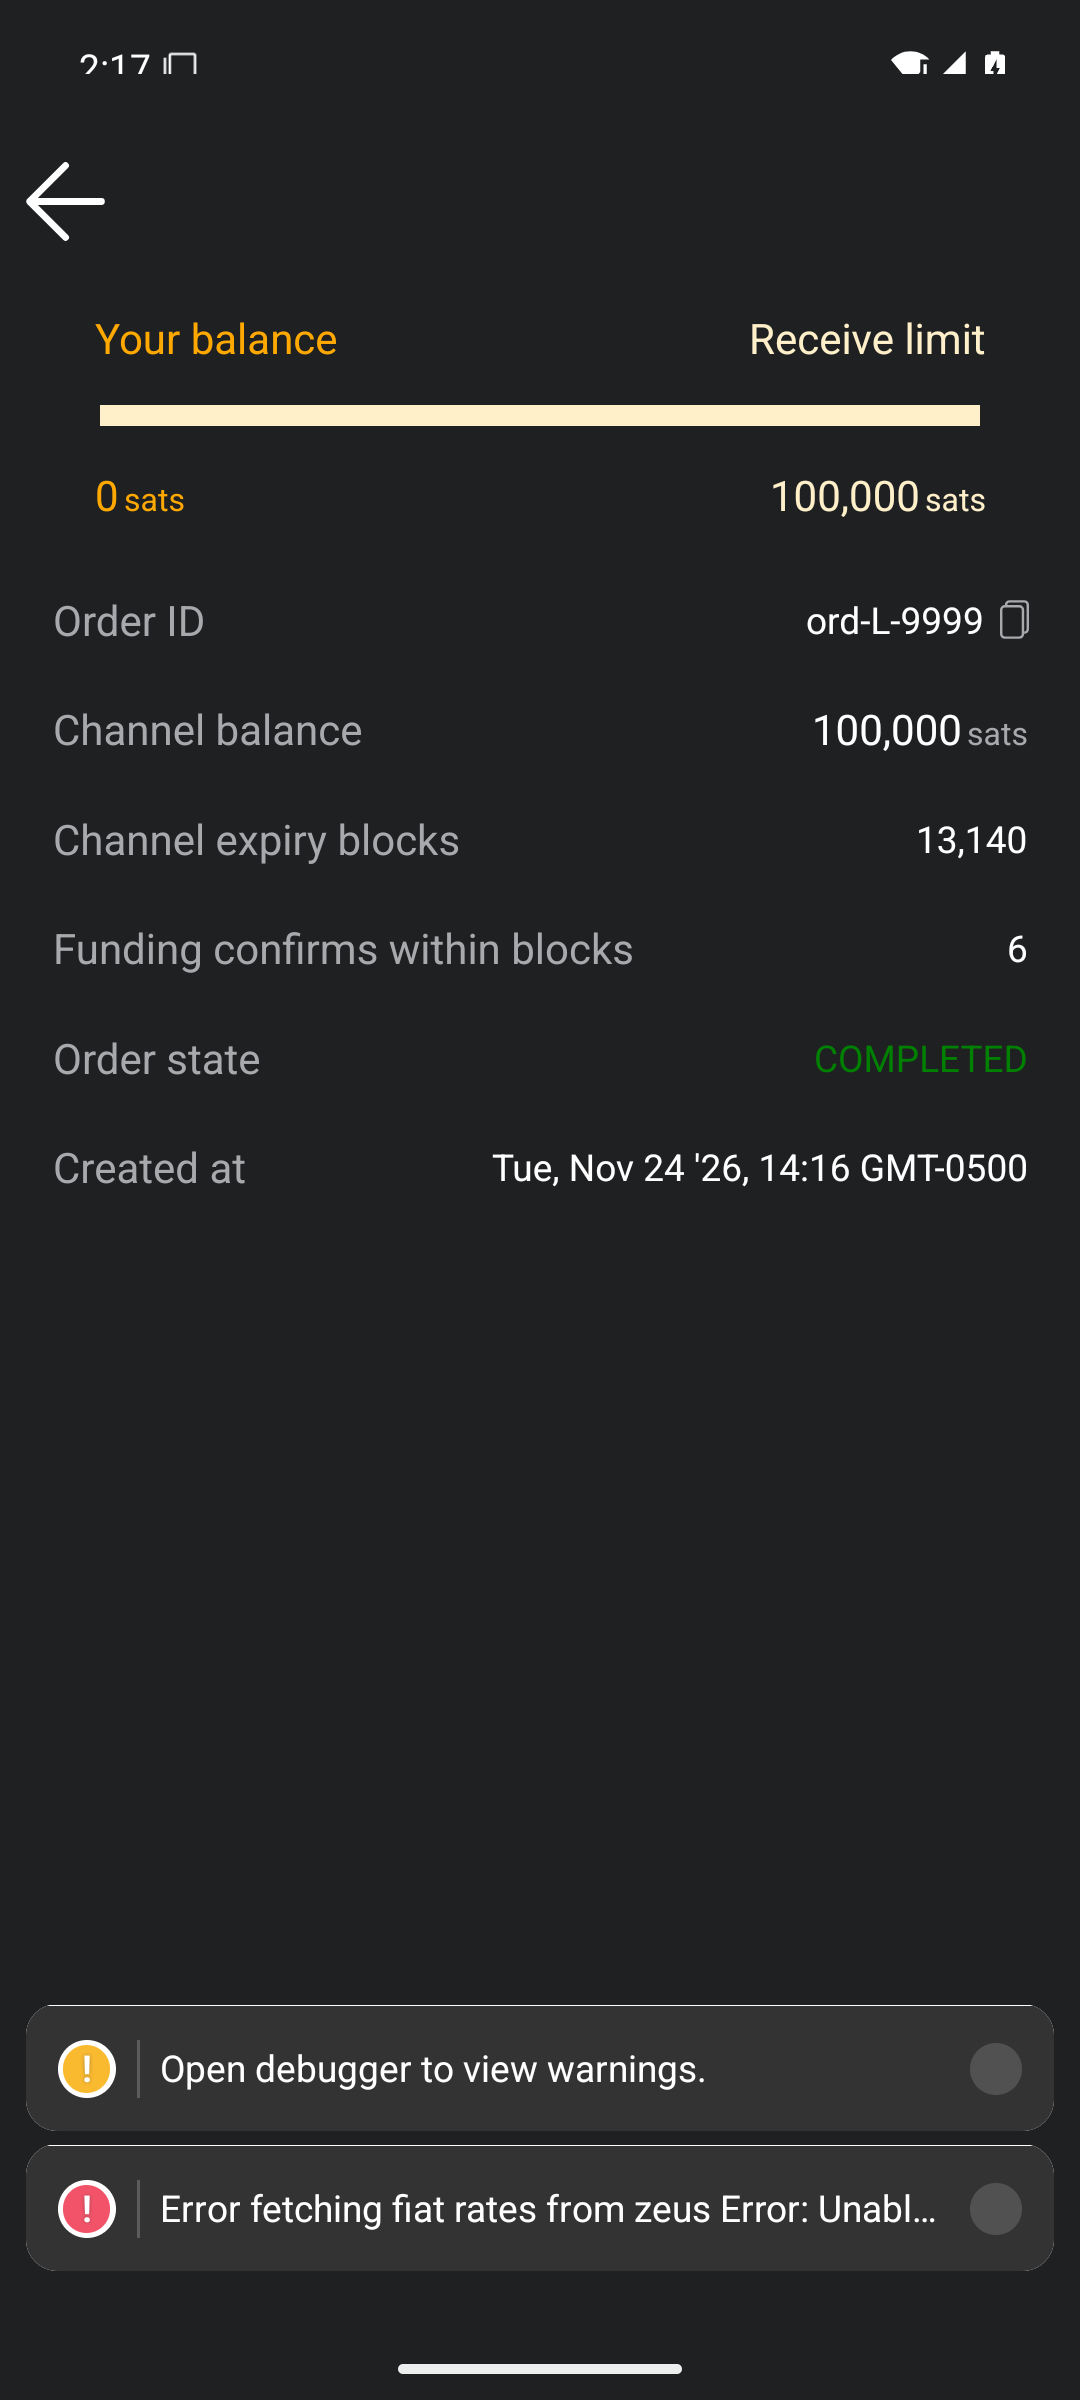 2:17
Your balance Receive limit
0 sats 100,000 sats
Order ID ord-L-9999
Channel balance 100,000 sats
Channel expiry blocks 13,140
Funding confirms within blocks 6
Order state COMPLETED
Created at Tue, Nov 24 '26, 14:16 GMT-0500
Open debugger to view warnings.
Error fetching fiat rates from zeus Error: Unabl...